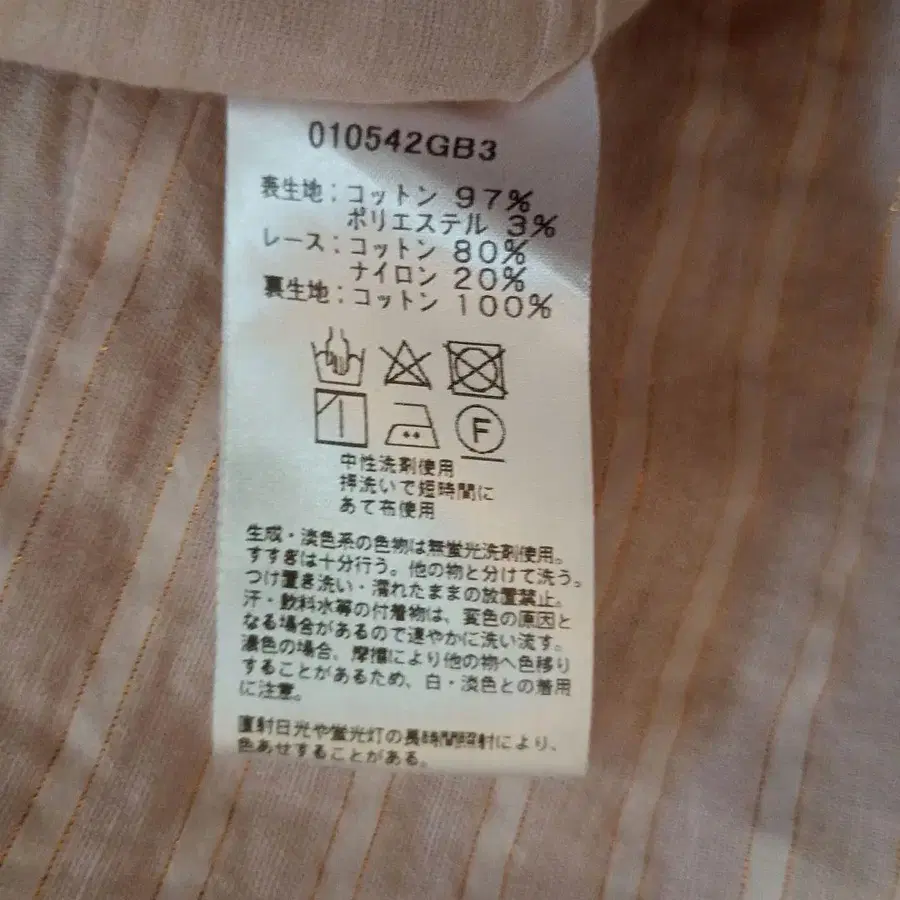 010542GB3
表生地：コットン 97%
ポリエステル 3%
レース：コットン 80%
ナイロン 20%
裏生地：コットン 100%
F
中性洗剤使用
押洗いで短時間に
あて布使用
生成・淡色系の色物は無蛍光洗剤使用。
すすぎは十分行う。他の物と分けて洗う。
つけ置き洗い・濡れたままの放置禁止。
汗・飲料水等の付着物は、変色の原因と
なる場合があるので速やかに洗い流す。
濃色の場合、摩擦により他の物へ色移り
することがあるため、白・淡色との着用
に注意。
直射日光や蛍光灯の長時間照射により、
色あせすることがある。